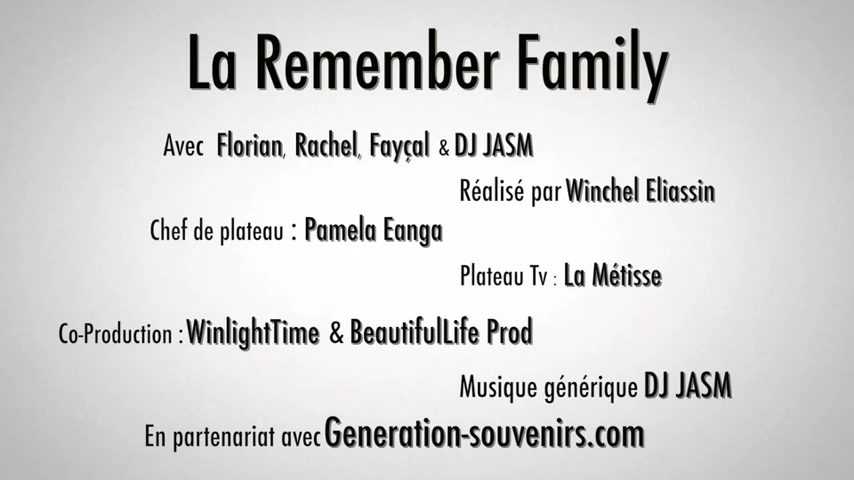 La Remember Family
Avec Florian, Rachel, Fayçal & DJ JASM
Réalisé par Winchel Eliassin
Chef de plateau : Pamela Eanga
Plateau Tv : La Métisse
Co-Production : WinlightTime & BeautifulLife Prod
Musique générique DJ JASM
En partenariat avec Generation-souvenirs.com